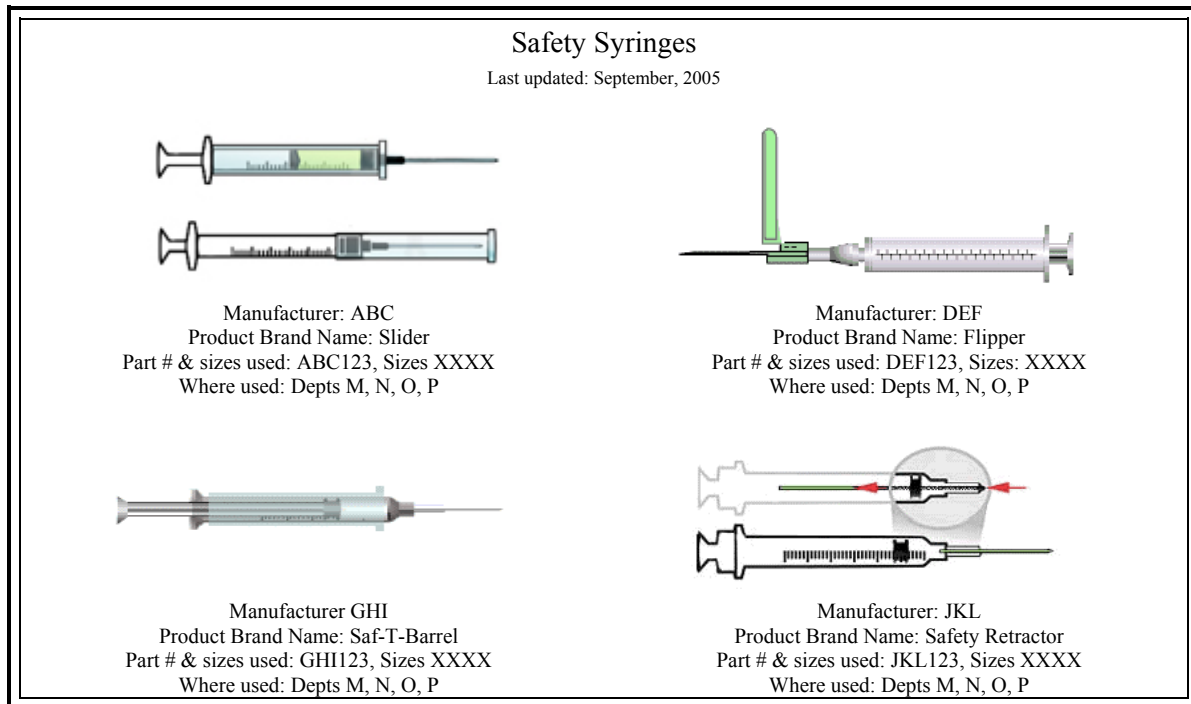 Safety Syringes
Last updated: September, 2005
Manufacturer: ABC
Product Brand Name: Slider
Part # & sizes used: ABC123, Sizes XXXX
Where used: Depts M, N, O, P
Manufacturer: DEF
Product Brand Name: Flipper
Part # & sizes used: DEF123, Sizes: XXXX
Where used: Depts M, N, O, P
Manufacturer GHI
Product Brand Name: Saf-T-Barrel
Part # & sizes used: GHI123, Sizes XXXX
Where used: Depts M, N, O, P
Manufacturer: JKL
Product Brand Name: Safety Retractor
Part # & sizes used: JKL123, Sizes XXXX
Where used: Depts M, N, O, P